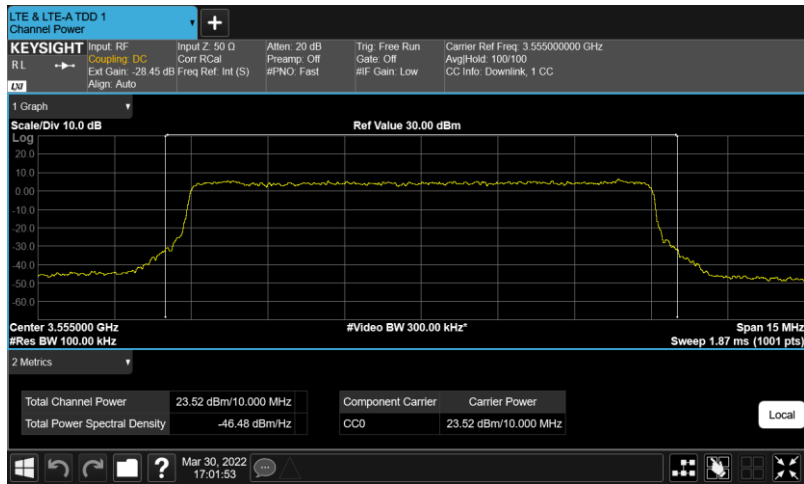 LTE & LTE-A TDD 1
Channel Power
KEYSIGHT
R L
LXI
Input: RF
Coupling: DC
Ext Gain: -28.45 dB
Align: Auto
Input Z: 50 Ω
Corr RCal
Freq Ref: Int (S)
Atten: 20 dB
Preamp: Off
#PNO: Fast
Trig: Free Run
Gate: Off
#IF Gain: Low
Carrier Ref Freq: 3.555000000 GHz
Avg|Hold: 100/100
CC Info: Downlink, 1 CC
1 Graph
Scale/Div 10.0 dB
Ref Value 30.00 dBm
Log
20.0
10.0
0.00
-10.0
-20.0
-30.0
-40.0
-50.0
-60.0
Center 3.555000 GHz
#Video BW 300.00 kHz*
Span 15 MHz
#Res BW 100.00 kHz
Sweep 1.87 ms (1001 pts)
2 Metrics
Total Channel Power 23.52 dBm/10.000 MHz
Total Power Spectral Density -46.48 dBm/Hz
Component Carrier Carrier Power
CC0 23.52 dBm/10.000 MHz
Local
?
Mar 30, 2022
17:01:53